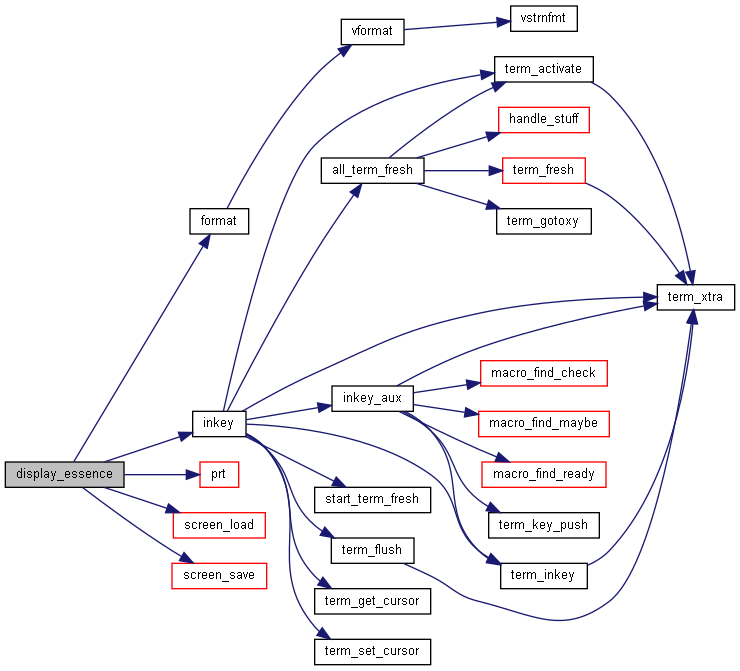 vstrnfmt
vformat
term_activate
handle_stuff
all_term_fresh
term_fresh
format
term_gotoxy
term_xtra
macro_find_check
inkey_aux
inkey
macro_find_maybe
display_essence
prt
macro_find_ready
start_term_fresh
screen_load
term_key_push
term_flush
screen_save
term_inkey
term_get_cursor
term_set_cursor